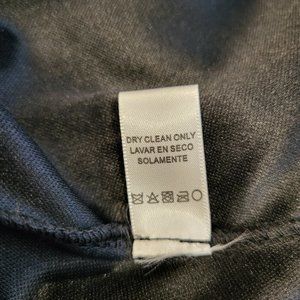 DRY CLEAN ONLY
LAVAR EN SECO
SOLAMENTE